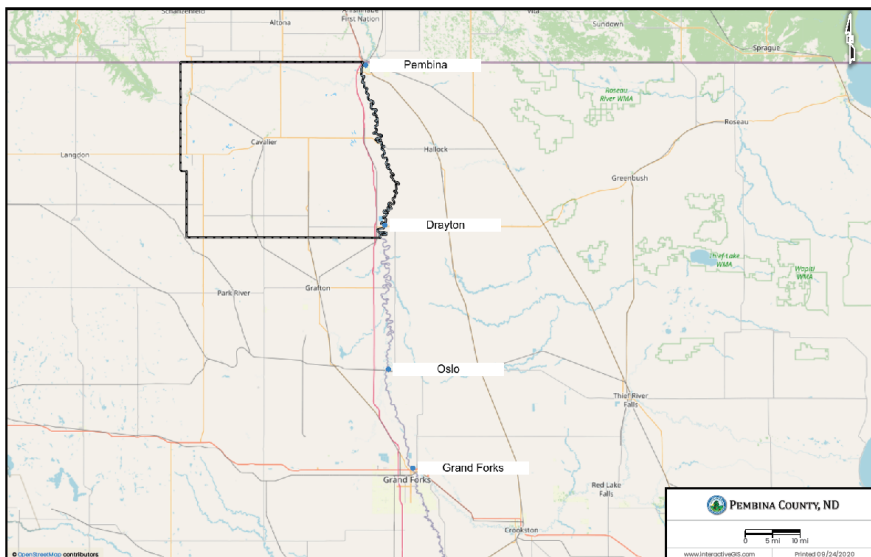 Altona
First Nation
Sundown
Sprague
Pembina
Roseau
River WMA
Roseau
Cavalier
Langdon
Hallock
Greenbush
Drayton
Thief Lake
WMA
Wapiti
WMA
Park River
Grafton
Oslo
Thief River
Falls
Grand Forks
Grand Forks
Red Lake
Falls
Crookston
PEMBINA COUNTY, ND
0 5 mi 10 mi
© OpenStreetMap contributors
www.interactiveGIS.com Printed 09/24/2020